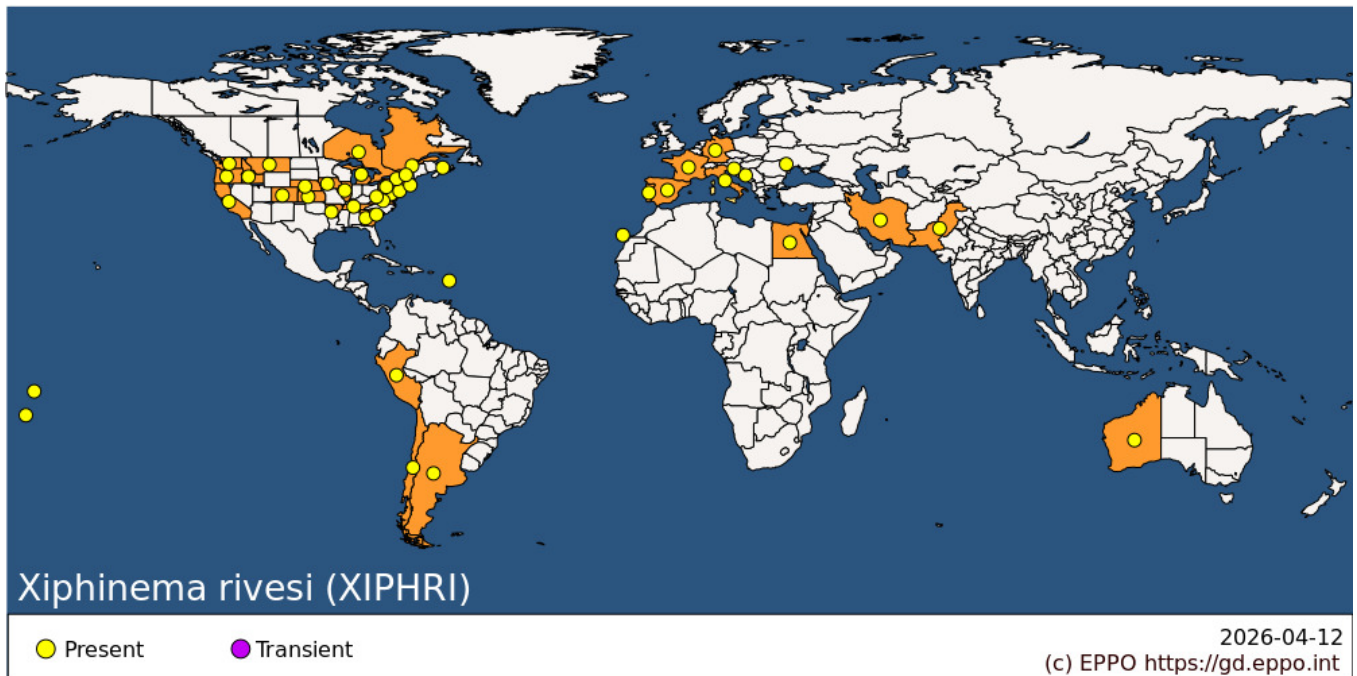 Xiphinema rivesi (XIPHRI)
Present
Transient
2026-04-12
(c) EPPO https://gd.eppo.int